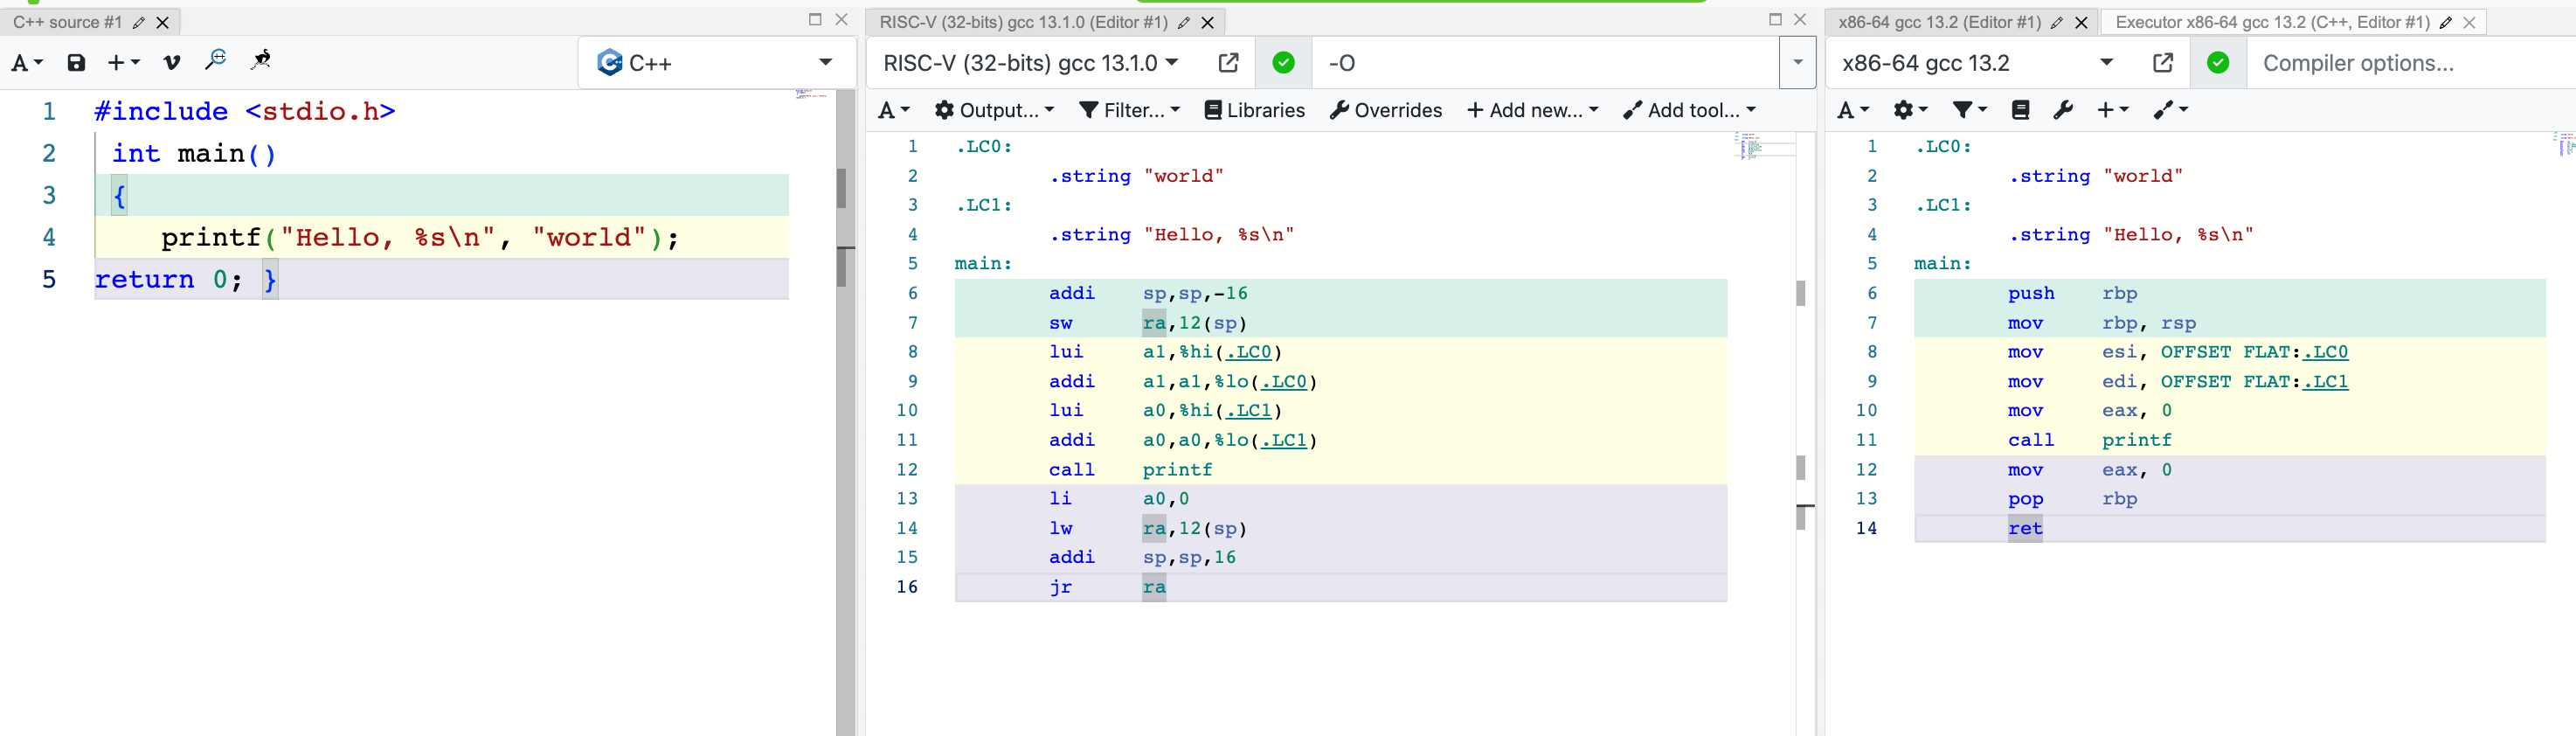 C++ source #1
A
C++
1 #include <stdio.h>
2 int main()
3 {
4 printf("Hello, %s\n", "world");
5 return 0; }
RISC-V (32-bits) gcc 13.1.0 (Editor #1)
RISC-V (32-bits) gcc 13.1.0 -O
A Output... Filter... Libraries Overrides Add new... Add tool...
1 .LC0:
2 .string "world"
3 .LC1:
4 .string "Hello, %s\n"
5 main:
6 addi sp,sp,-16
7 sw ra,12(sp)
8 lui a1,%hi(.LC0)
9 addi a1,a1,%lo(.LC0)
10 lui a0,%hi(.LC1)
11 addi a0,a0,%lo(.LC1)
12 call printf
13 li a0,0
14 lw ra,12(sp)
15 addi sp,sp,16
16 jr ra
x86-64 gcc 13.2 (Editor #1) Executor x86-64 gcc 13.2 (C++, Editor #1)
x86-64 gcc 13.2 Compiler options...
A
1 .LC0:
2 .string "world"
3 .LC1:
4 .string "Hello, %s\n"
5 main:
6 push rbp
7 mov rbp, rsp
8 mov esi, OFFSET FLAT:.LC0
9 mov edi, OFFSET FLAT:.LC1
10 mov eax, 0
11 call printf
12 mov eax, 0
13 pop rbp
14 ret